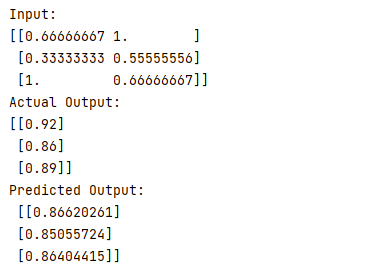 Input:
[[0.66666667 1.        ]
 [0.33333333 0.55555556]
 [1.         0.66666667]]
Actual Output:
[[0.92]
 [0.86]
 [0.89]]
Predicted Output:
 [[0.86620261]
 [0.85055724]
 [0.86404415]]